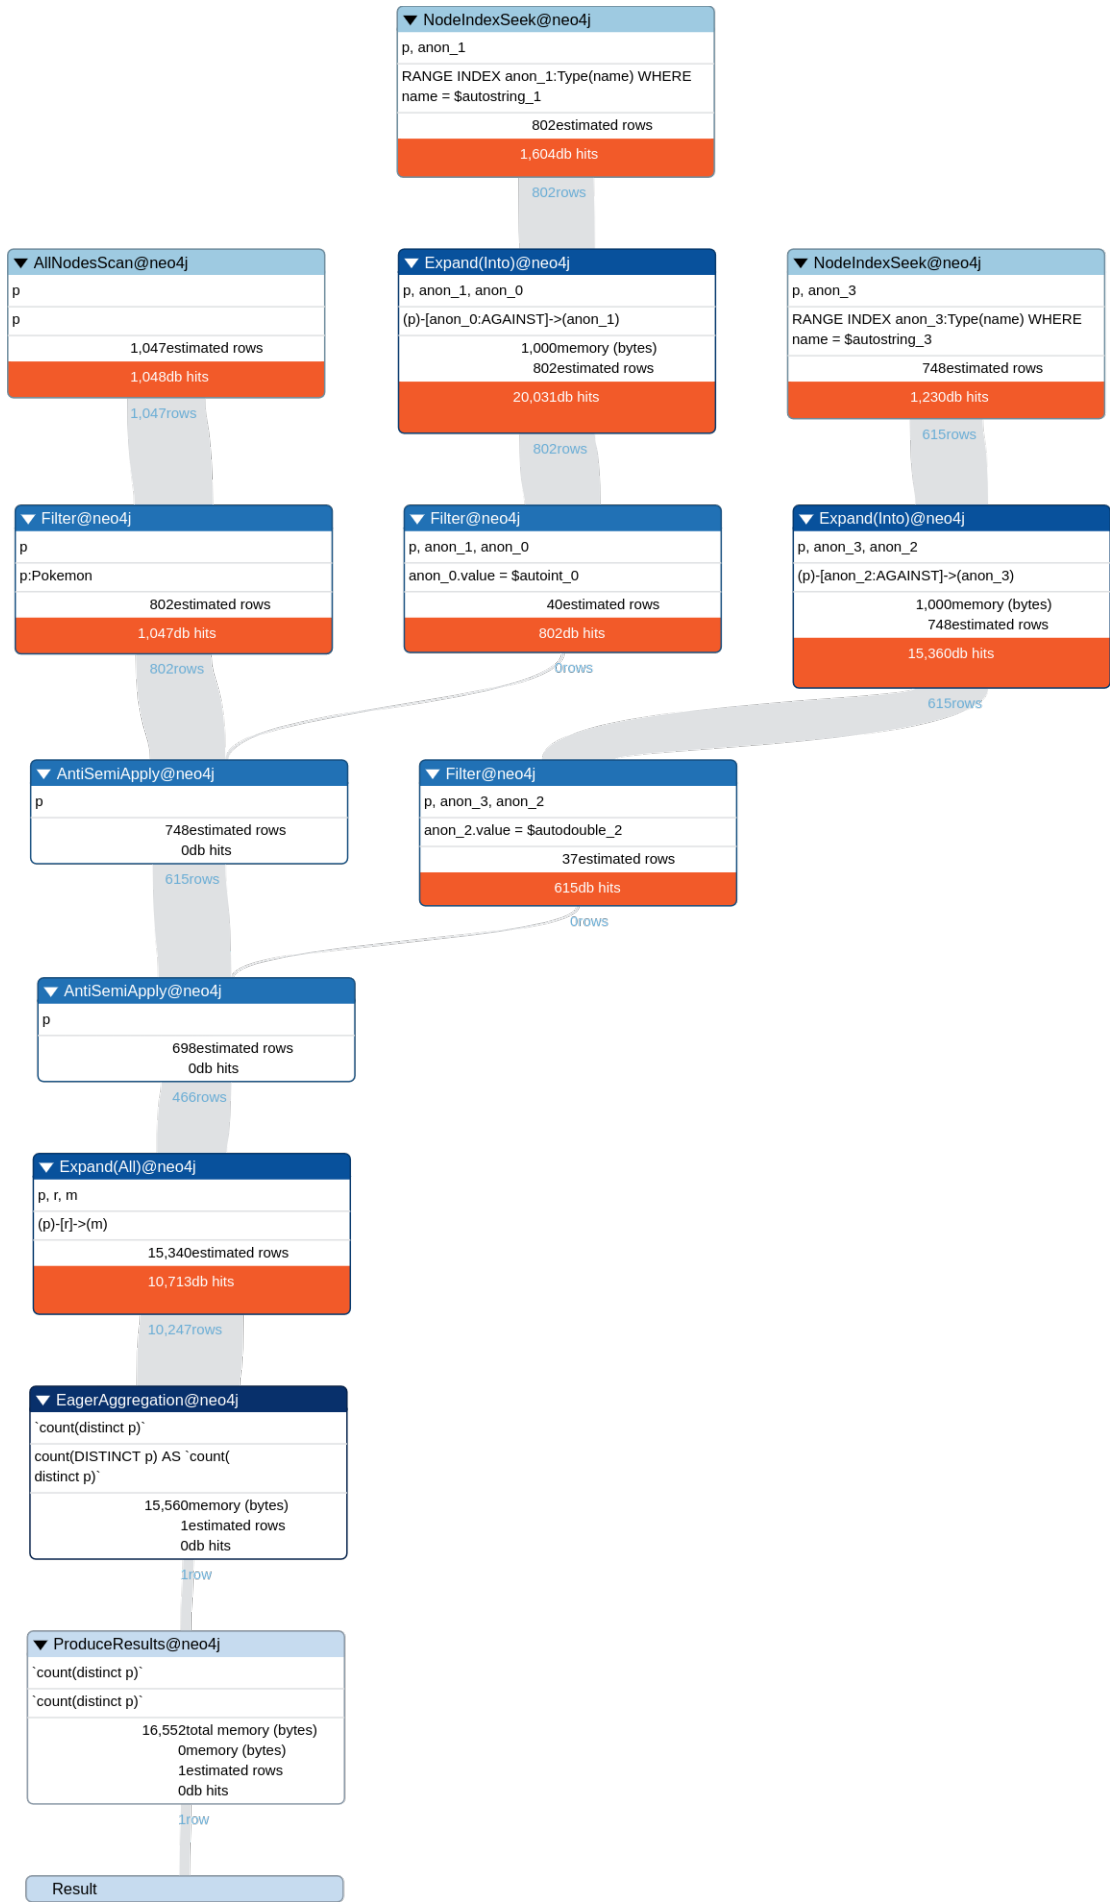 NodeIndexSeek@neo4j
p, anon_1
RANGE INDEX anon_1:Type(name) WHERE
name = $autostring_1
802estimated rows
1,604db hits
802rows
AllNodesScan@neo4j
p
p
1,047estimated rows
1,048db hits
1,047rows
Expand(Into)@neo4j
p, anon_1, anon_0
(p)-[anon_0:AGAINST]->(anon_1)
1,000memory (bytes)
802estimated rows
20,031db hits
802rows
NodeIndexSeek@neo4j
p, anon_3
RANGE INDEX anon_3:Type(name) WHERE
name = $autostring_3
748estimated rows
1,230db hits
615rows
Filter@neo4j
p
p:Pokemon
802estimated rows
1,047db hits
802rows
Filter@neo4j
p, anon_1, anon_0
anon_0.value = $autoint_0
40estimated rows
802db hits
0rows
Expand(Into)@neo4j
p, anon_3, anon_2
(p)-[anon_2:AGAINST]->(anon_3)
1,000memory (bytes)
748estimated rows
15,360db hits
615rows
AntiSemiApply@neo4j
p
748estimated rows
0db hits
615rows
Filter@neo4j
p, anon_3, anon_2
anon_2.value = $autodouble_2
37estimated rows
615db hits
0rows
AntiSemiApply@neo4j
p
698estimated rows
0db hits
466rows
Expand(All)@neo4j
p, r, m
(p)-[r]->(m)
15,340estimated rows
10,713db hits
10,247rows
EagerAggregation@neo4j
`count(distinct p)`
count(DISTINCT p) AS `count(
distinct p)`
15,560memory (bytes)
1estimated rows
0db hits
1row
ProduceResults@neo4j
`count(distinct p)`
`count(distinct p)`
16,552total memory (bytes)
0memory (bytes)
1estimated rows
0db hits
1row
Result